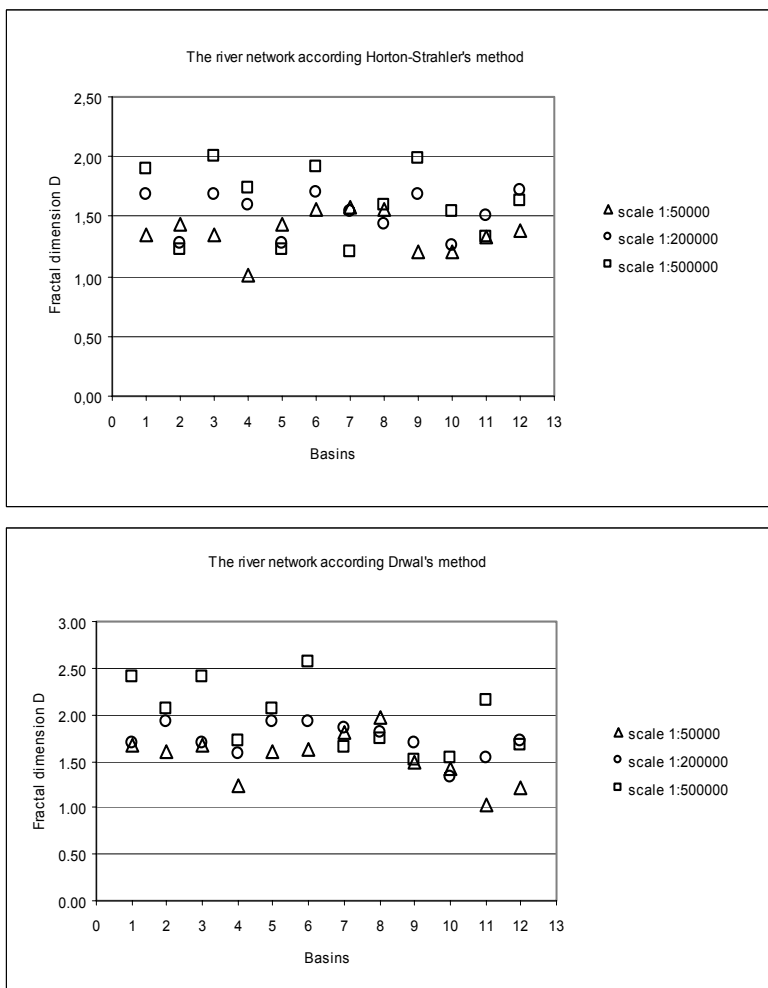 The river network according Horton-Strahler's method
2,50
2,00
1,50
1,00
0,50
0,00
Fractal dimension D
0 1 2 3 4 5 6 7 8 9 10 11 12 13
Basins
scale 1:50000
scale 1:200000
scale 1:500000
The river network according Drwal's method
3.00
2.50
2.00
1.50
1.00
0.50
0.00
Fractal dimension D
0 1 2 3 4 5 6 7 8 9 10 11 12 13
Basins
scale 1:50000
scale 1:200000
scale 1:500000